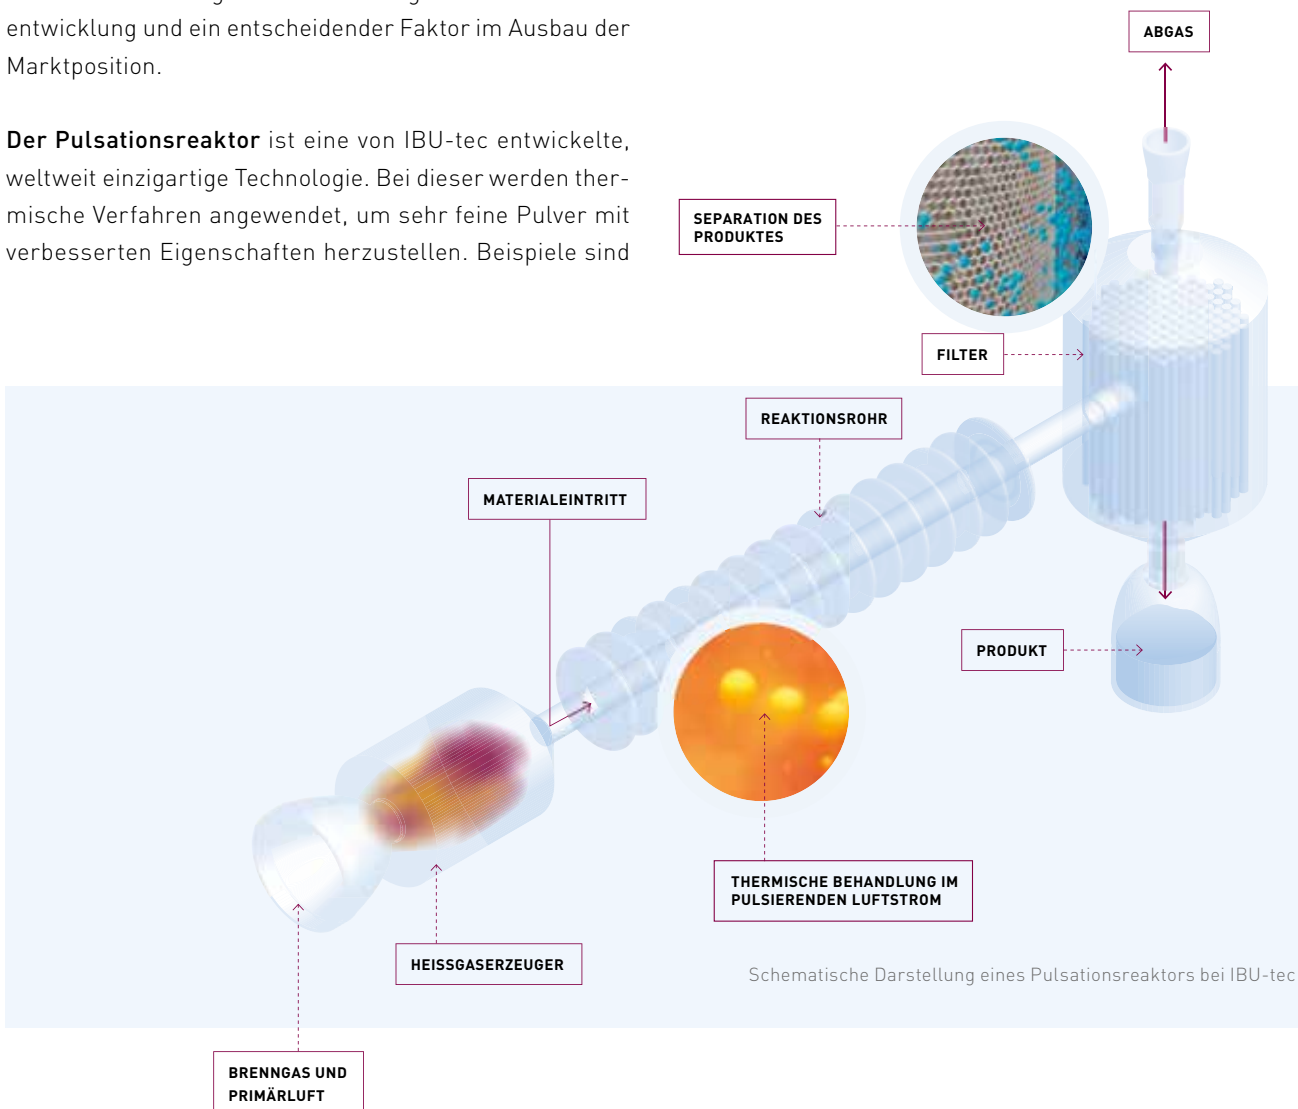 entwicklung und ein entscheidender Faktor im Ausbau der
Marktposition.
Der Pulsationsreaktor ist eine von IBU-tec entwickelte,
weltweit einzigartige Technologie. Bei dieser werden ther-
mische Verfahren angewendet, um sehr feine Pulver mit
verbesserten Eigenschaften herzustellen. Beispiele sind
ABGAS
SEPARATION DES
PRODUKTES
FILTER
REAKTIONSROHR
MATERIALEINTRITT
PRODUKT
THERMISCHE BEHANDLUNG IM
PULSIERENDEN LUFTSTROM
HEISSGASERZEUGER
Schematische Darstellung eines Pulsationsreaktors bei IBU-tec
BRENNGAS UND
PRIMÄRLUFT